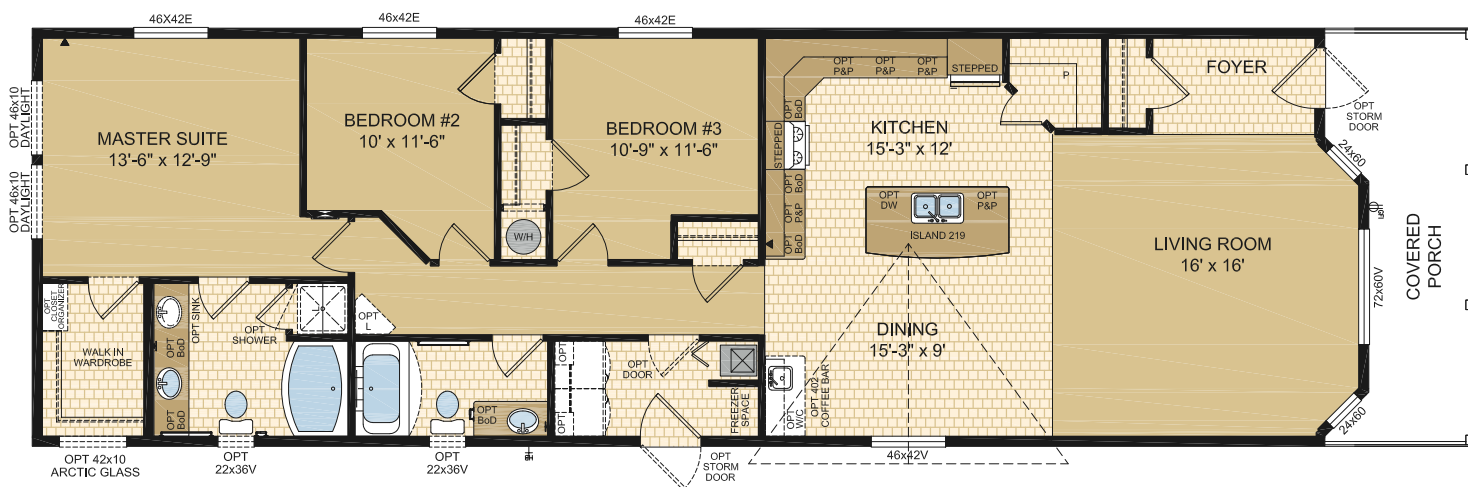 46X42E
46x42E
46x42E
OPT 46x10
DAYLIGHT
OPT 46x10
DAYLIGHT
MASTER SUITE
13'-6" x 12'-9"
BEDROOM #2
10' x 11'-6"
BEDROOM #3
10'-9" x 11'-6"
W/H
OPT
P&P
OPT
P&P
OPT
P&P
STEPPED
P
FOYER
OPT
STORM
DOOR
OPT
BoD
STEPPED
KITCHEN
15'-3" x 12'
OPT
BoD
OPT
P&P
OPT
BoD
OPT
DW
OPT
P&P
ISLAND 219
24x60
LIVING ROOM
16' x 16'
72x60V
COVERED
PORCH
24x60
DINING
15'-3" x 9'
OPT
CLOSET
ORGANIZER
WALK IN
WARDROBE
OPT SINK
OPT
BoD
OPT
BoD
OPT
SHOWER
OPT
L
OPT
BoD
OPT
OPT
OPT
DOOR
FREEZER
SPACE
OPT
W/C
OPT 402
COFFEE BAR
OPT 42x10
ARCTIC GLASS
OPT
22x36V
OPT
22x36V
OPT
STORM
DOOR
46x42V